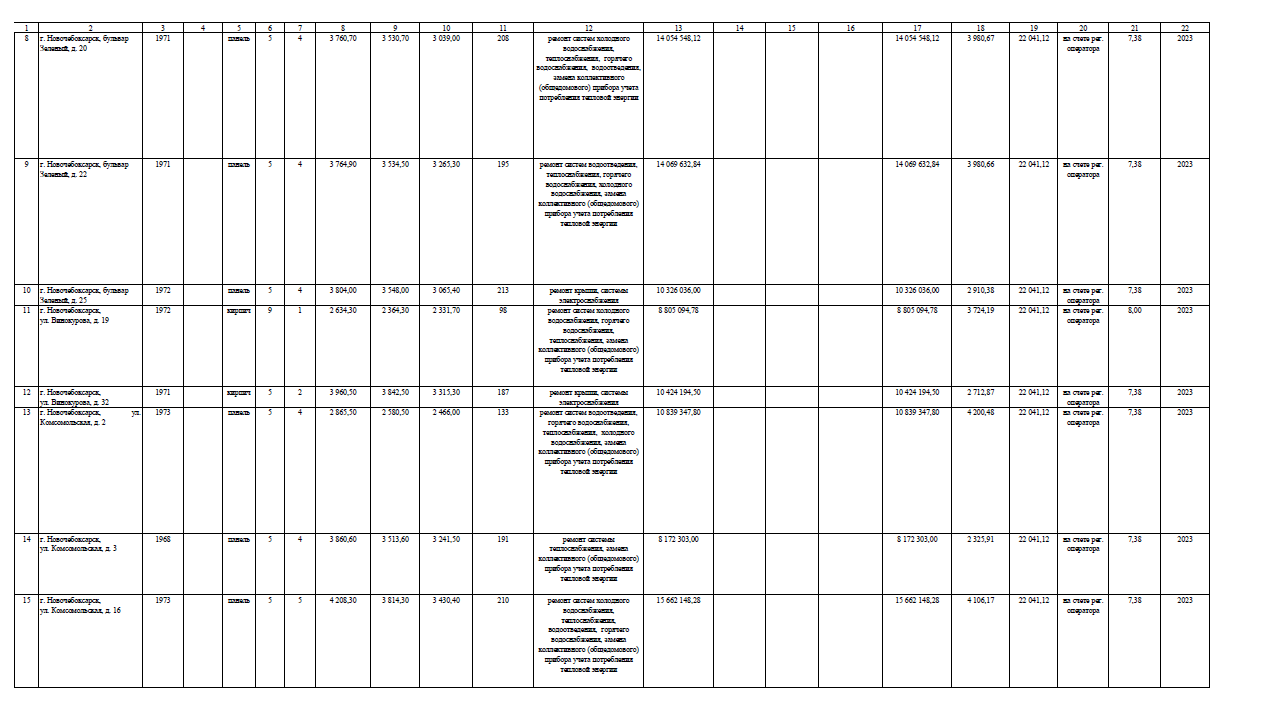 1 2 3 4 5 6 7 8 9 10 11 12 13 14 15 16 17 18 19 20 21 22
8 г. Новочебоксарск, бульвар 1971 панель 5 4 3 760,70 3 530,70 3 039,00 208 ремонт систем холодного 14 054 548,12 14 054 548,12 3 980,67 22 041,12 на счете рег. 7,38 2023
Зеленый, д. 20 водоснабжения, оператора
теплоснабжения, горячего
водоснабжения, водоотведения,
замена коллективного
(общедомового) прибора учета
потребления тепловой энергии
9 г. Новочебоксарск, бульвар 1971 панель 5 4 3 764,90 3 534,50 3 265,30 195 ремонт систем водоотведения, 14 069 632,84 14 069 632,84 3 980,66 22 041,12 на счете рег. 7,38 2023
Зеленый, д. 22 теплоснабжения, горячего оператора
водоснабжения, холодного
водоснабжения, замена
коллективного (общедомового)
прибора учета потребления
тепловой энергии
10 г. Новочебоксарск, бульвар 1972 панель 5 4 3 804,00 3 548,00 3 065,40 213 ремонт крыши, системы 10 326 036,00 10 326 036,00 2 910,38 22 041,12 на счете рег. 7,38 2023
Зеленый, д. 25 электроснабжения оператора
11 г. Новочебоксарск, 1972 кирпич 9 1 2 634,30 2 364,30 2 331,70 98 ремонт систем холодного 8 805 094,78 8 805 094,78 3 724,19 22 041,12 на счете рег. 8,00 2023
ул. Винокурова, д. 19 водоснабжения, горячего оператора
водоснабжения,
теплоснабжения, замена
коллективного (общедомового)
прибора учета потребления
тепловой энергии
12 г. Новочебоксарск, 1971 кирпич 5 2 3 960,50 3 842,50 3 315,30 187 ремонт крыши, системы 10 424 194,50 10 424 194,50 2 712,87 22 041,12 на счете рег. 7,38 2023
ул. Винокурова, д. 32 электроснабжения оператора
13 г. Новочебоксарск, ул. 1973 панель 5 4 2 865,50 2 580,50 2 466,00 133 ремонт систем водоотведения, 10 839 347,80 10 839 347,80 4 200,48 22 041,12 на счете рег. 7,38 2023
Комсомольская, д. 2 горячего водоснабжения, оператора
теплоснабжения, холодного
водоснабжения, замена
коллективного (общедомового)
прибора учета потребления
тепловой энергии
14 г. Новочебоксарск, 1968 панель 5 4 3 860,60 3 513,60 3 241,50 191 ремонт системы 8 172 303,00 8 172 303,00 2 325,91 22 041,12 на счете рег. 7,38 2023
ул. Комсомольская, д. 3 теплоснабжения, замена оператора
коллективного (общедомового)
прибора учета потребления
тепловой энергии
15 г. Новочебоксарск, 1973 панель 5 5 4 208,30 3 814,30 3 430,40 210 ремонт систем холодного 15 662 148,28 15 662 148,28 4 106,17 22 041,12 на счете рег. 7,38 2023
ул. Комсомольская, д. 16 водоснабжения, оператора
теплоснабжения,
водоотведения, горячего
водоснабжения, замена
коллективного (общедомового)
прибора учета потребления
тепловой энергии